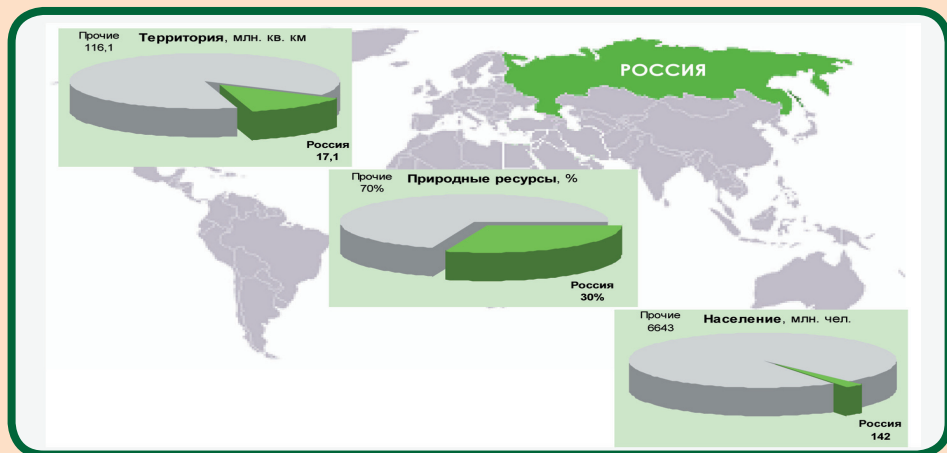 Прочие Территория, млн. кв. км
116,1
Россия
17,1
РОССИЯ
Прочие Природные ресурсы, %
70%
Россия
30%
Прочие Население, млн. чел.
6643
Россия
142